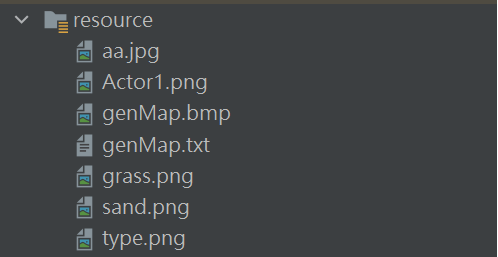 resource
aa.jpg
Actor1.png
genMap.bmp
genMap.txt
grass.png
sand.png
type.png